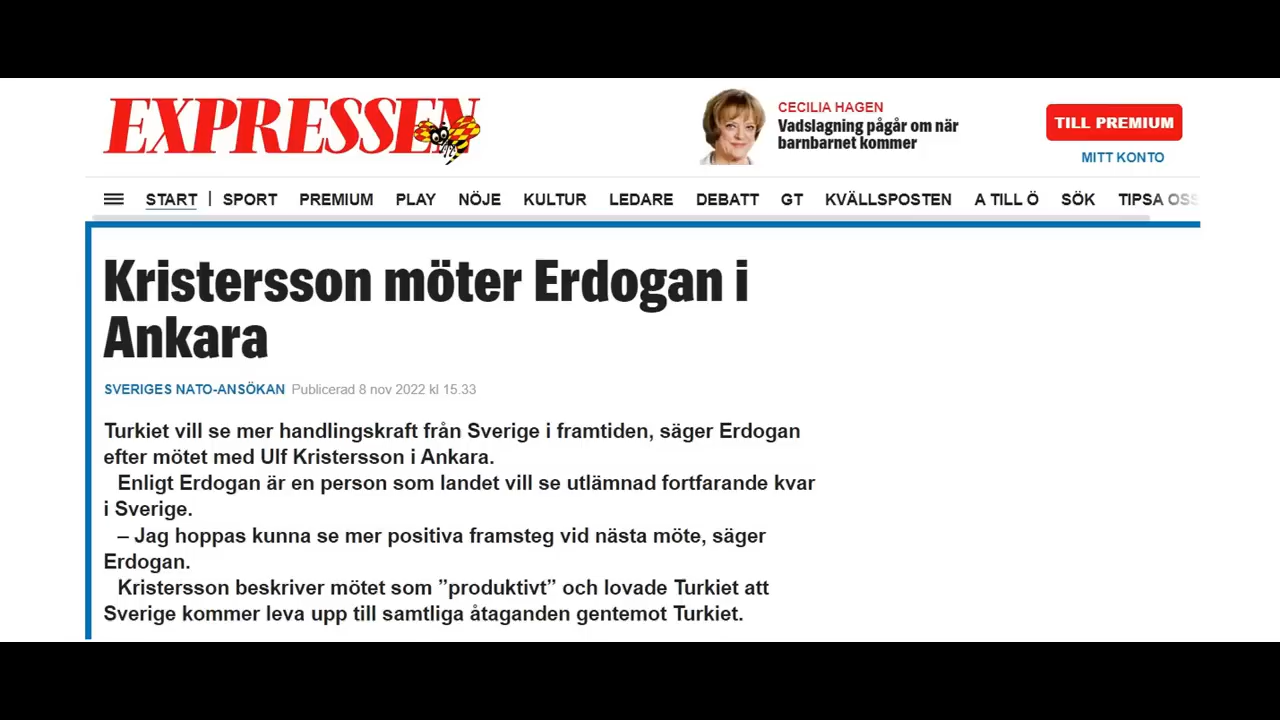 EXPRESSEN
CECILIA HAGEN
Vadslagning pågår om när
barnbarnet kommer
TILL PREMIUM
MITT KONTO
START | SPORT PREMIUM PLAY NÖJE KULTUR LEDARE DEBATT GT KVÄLLSPOSTEN A TILL Ö SÖK TIPSA OSS
Kristersson möter Erdogan i
Ankara
SVERIGES NATO-ANSÖKAN Publicerad 8 nov 2022 kl 15.33
Turkiet vill se mer handlingskraft från Sverige i framtiden, säger Erdogan
efter mötet med Ulf Kristersson i Ankara.
Enligt Erdogan är en person som landet vill se utlämnad fortfarande kvar
i Sverige.
– Jag hoppas kunna se mer positiva framsteg vid nästa möte, säger
Erdogan.
Kristersson beskriver mötet som ”produktivt” och lovade Turkiet att
Sverige kommer leva upp till samtliga åtaganden gentemot Turkiet.